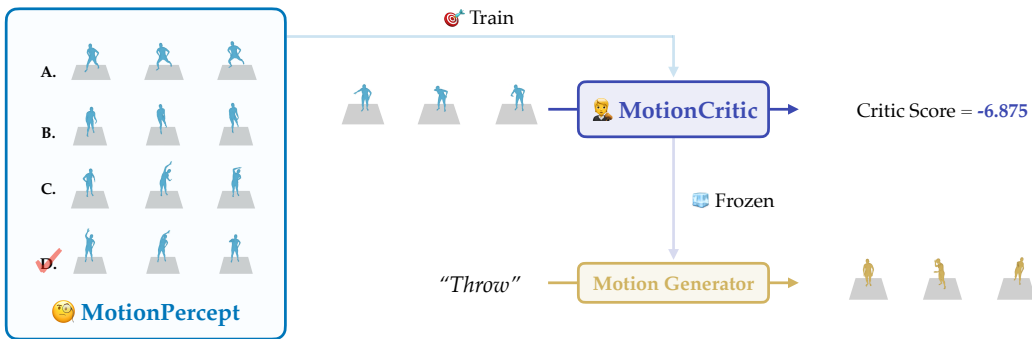 A.
B.
C.
D.
MotionPercept
Train
MotionCritic
Critic Score = -6.875
Frozen
“Throw”
Motion Generator